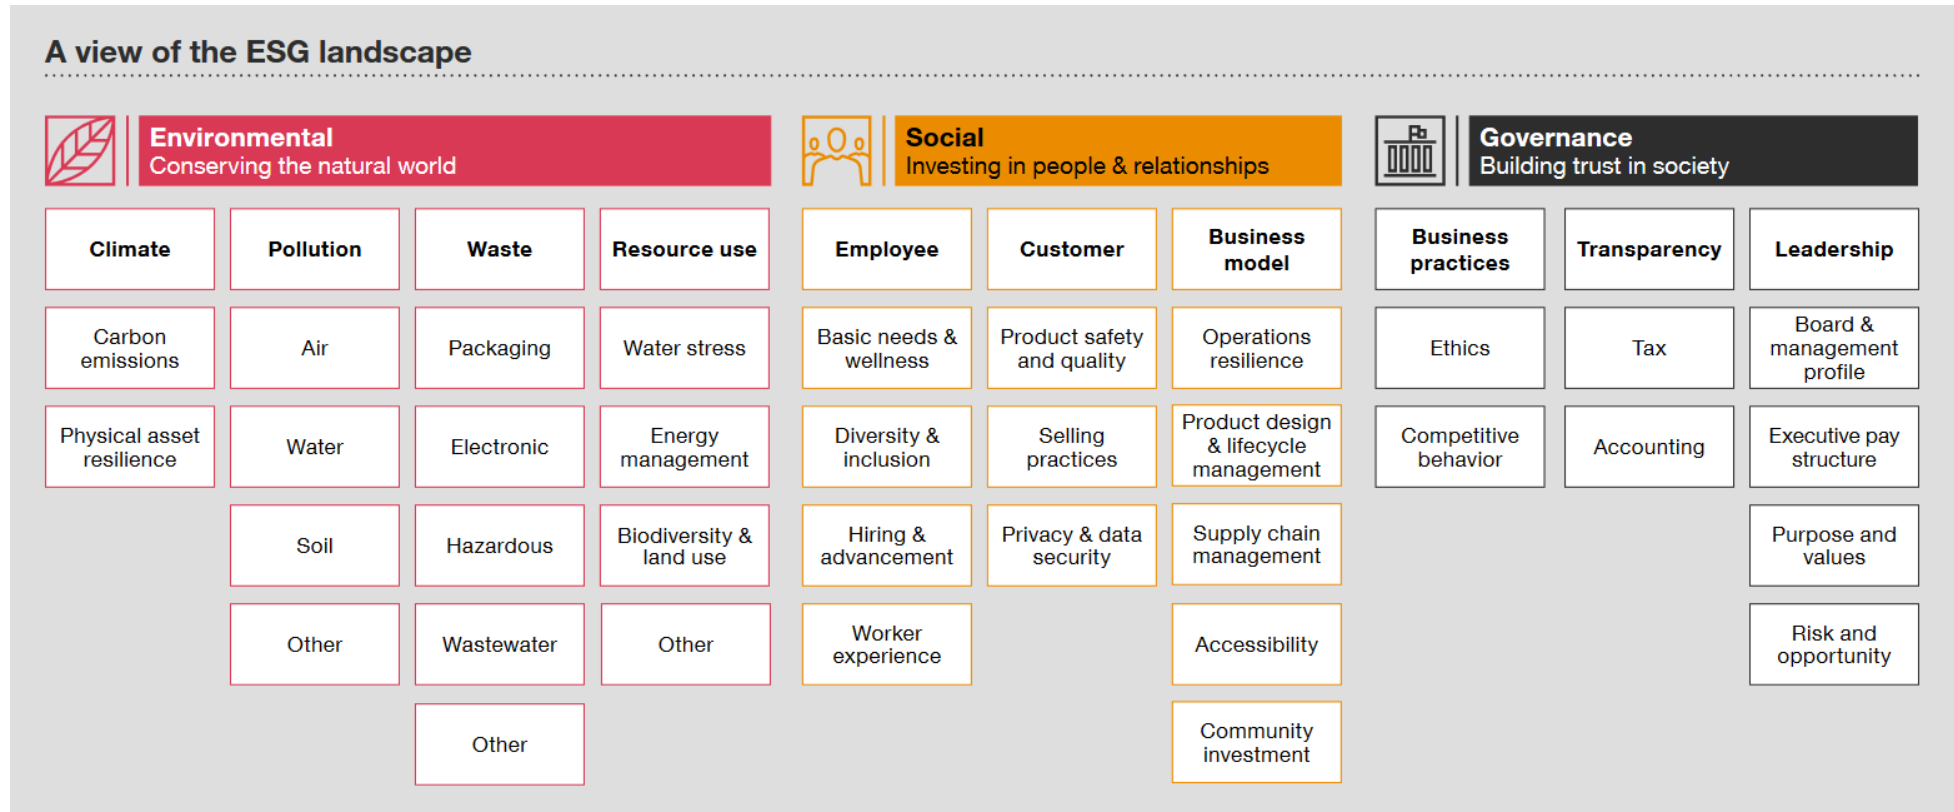 A view of the ESG landscape
Environmental
Conserving the natural world
Social
Investing in people & relationships
Governance
Building trust in society
Climate
Carbon
emissions
Physical asset
resilience
Pollution
Air
Water
Soil
Other
Waste
Packaging
Electronic
Hazardous
Wastewater
Other
Resource use
Water stress
Energy
management
Biodiversity &
land use
Other
Employee
Basic needs &
wellness
Diversity &
inclusion
Hiring &
advancement
Worker
experience
Customer
Product safety
and quality
Selling
practices
Privacy & data
security
Business
model
Operations
resilience
Product design
& lifecycle
management
Supply chain
management
Accessibility
Community
investment
Business
practices
Ethics
Competitive
behavior
Transparency
Tax
Accounting
Leadership
Board &
management
profile
Executive pay
structure
Purpose and
values
Risk and
opportunity